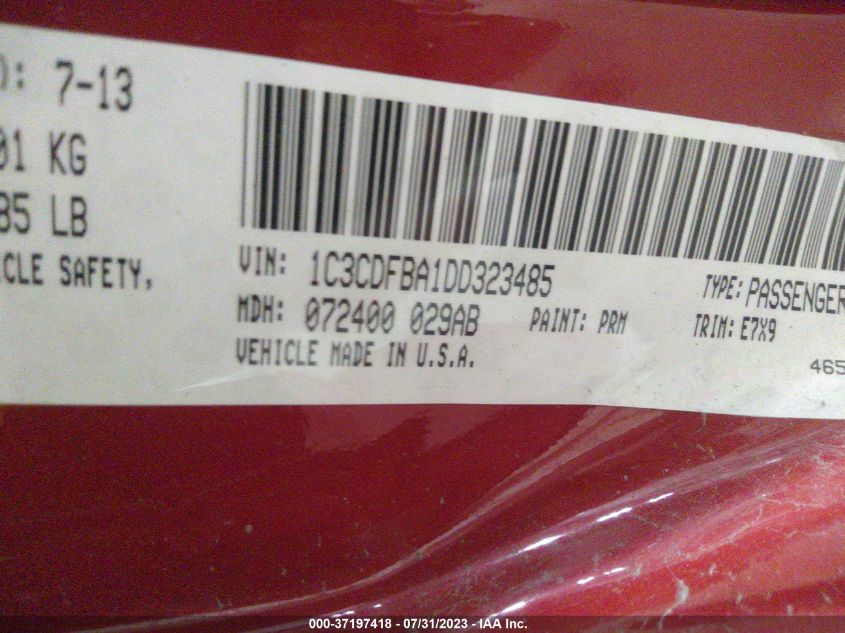 ): 7-13
01 KG
85 LB
ICLE SAFETY,
VIN: 1C3CDFBA1DD323485
TYPE: PASSENGER
MDH: 072400 029AB
PAINT: PRM
TRIM: E7X9
VEHICLE MADE IN U.S.A.
465
000-37197418 - 07/31/2023 - IAA Inc.